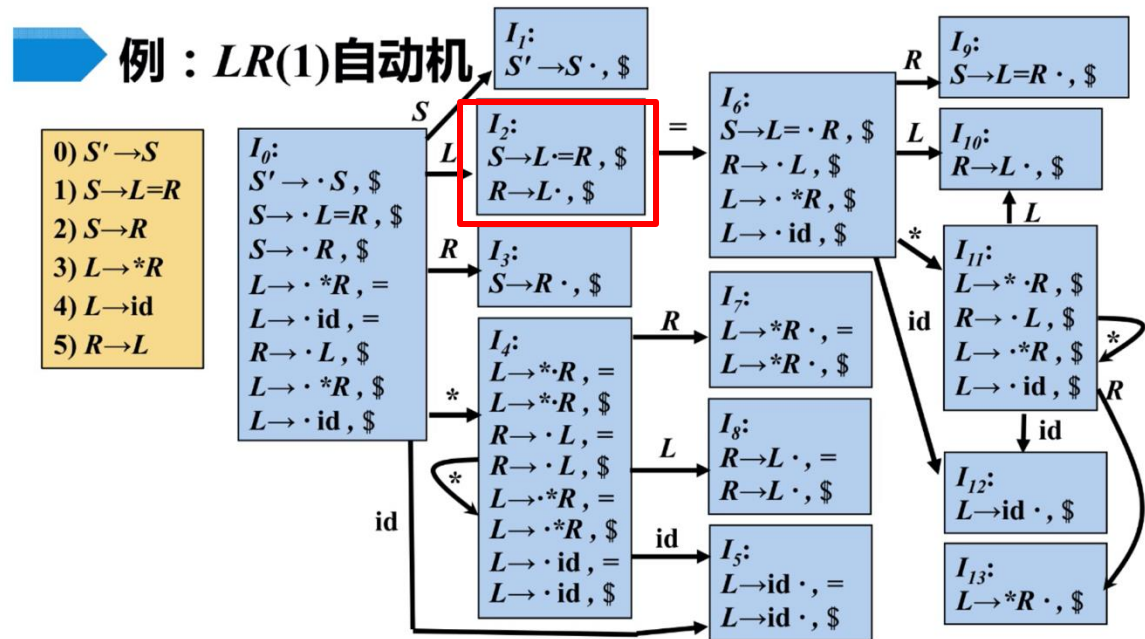 例：LR(1)自动机
0) S' →S
1) S→L=R
2) S→R
3) L→*R
4) L→id
5) R→L
I0:
S' → · S , $
S→ · L=R , $
S→ · R , $
L→ · *R , =
L→ · id , =
R→ · L , $
L→ · *R , $
L→ · id , $
S
L
R
*
id
I1:
S' →S · , $
I2:
S→L·=R , $
R→L· , $
=
I3:
S→R · , $
I4:
L→*·R , =
L→*·R , $
R→ · L , =
R→ · L , $
L→·*R , =
L→ ·*R , $
L→ · id , =
L→ · id , $
*
R
L
id
I6:
S→L= · R , $
R→ · L , $
L→ · *R , $
L→ · id , $
R
L
*
id
I7:
L→*R · , =
L→*R · , $
I8:
R→L · , =
R→L · , $
I5:
L→id · , =
L→id · , $
I9:
S→L=R · , $
I10:
R→L · , $
L
I11:
L→* ·R , $
R→ · L , $
L→ ·*R , $
L→ · id , $
*
R
id
I12:
L→id · , $
I13:
L→*R · , $